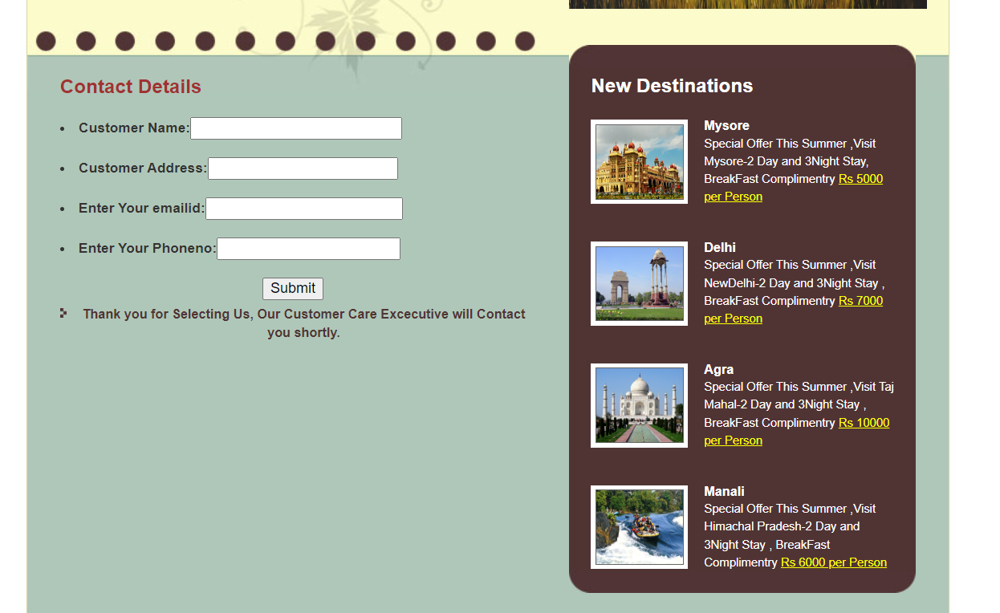 Contact Details
Customer Name:
Customer Address:
Enter Your emailid:
Enter Your Phoneno:
Submit
Thank you for Selecting Us, Our Customer Care Excecutive will Contact
you shortly.
New Destinations
Mysore
Special Offer This Summer ,Visit
Mysore-2 Day and 3Night Stay,
BreakFast Complimentry Rs 5000
per Person
Delhi
Special Offer This Summer ,Visit
NewDelhi-2 Day and 3Night Stay ,
BreakFast Complimentry Rs 7000
per Person
Agra
Special Offer This Summer ,Visit Taj
Mahal-2 Day and 3Night Stay ,
BreakFast Complimentry Rs 10000
per Person
Manali
Special Offer This Summer ,Visit
Himachal Pradesh-2 Day and
3Night Stay , BreakFast
Complimentry Rs 6000 per Person